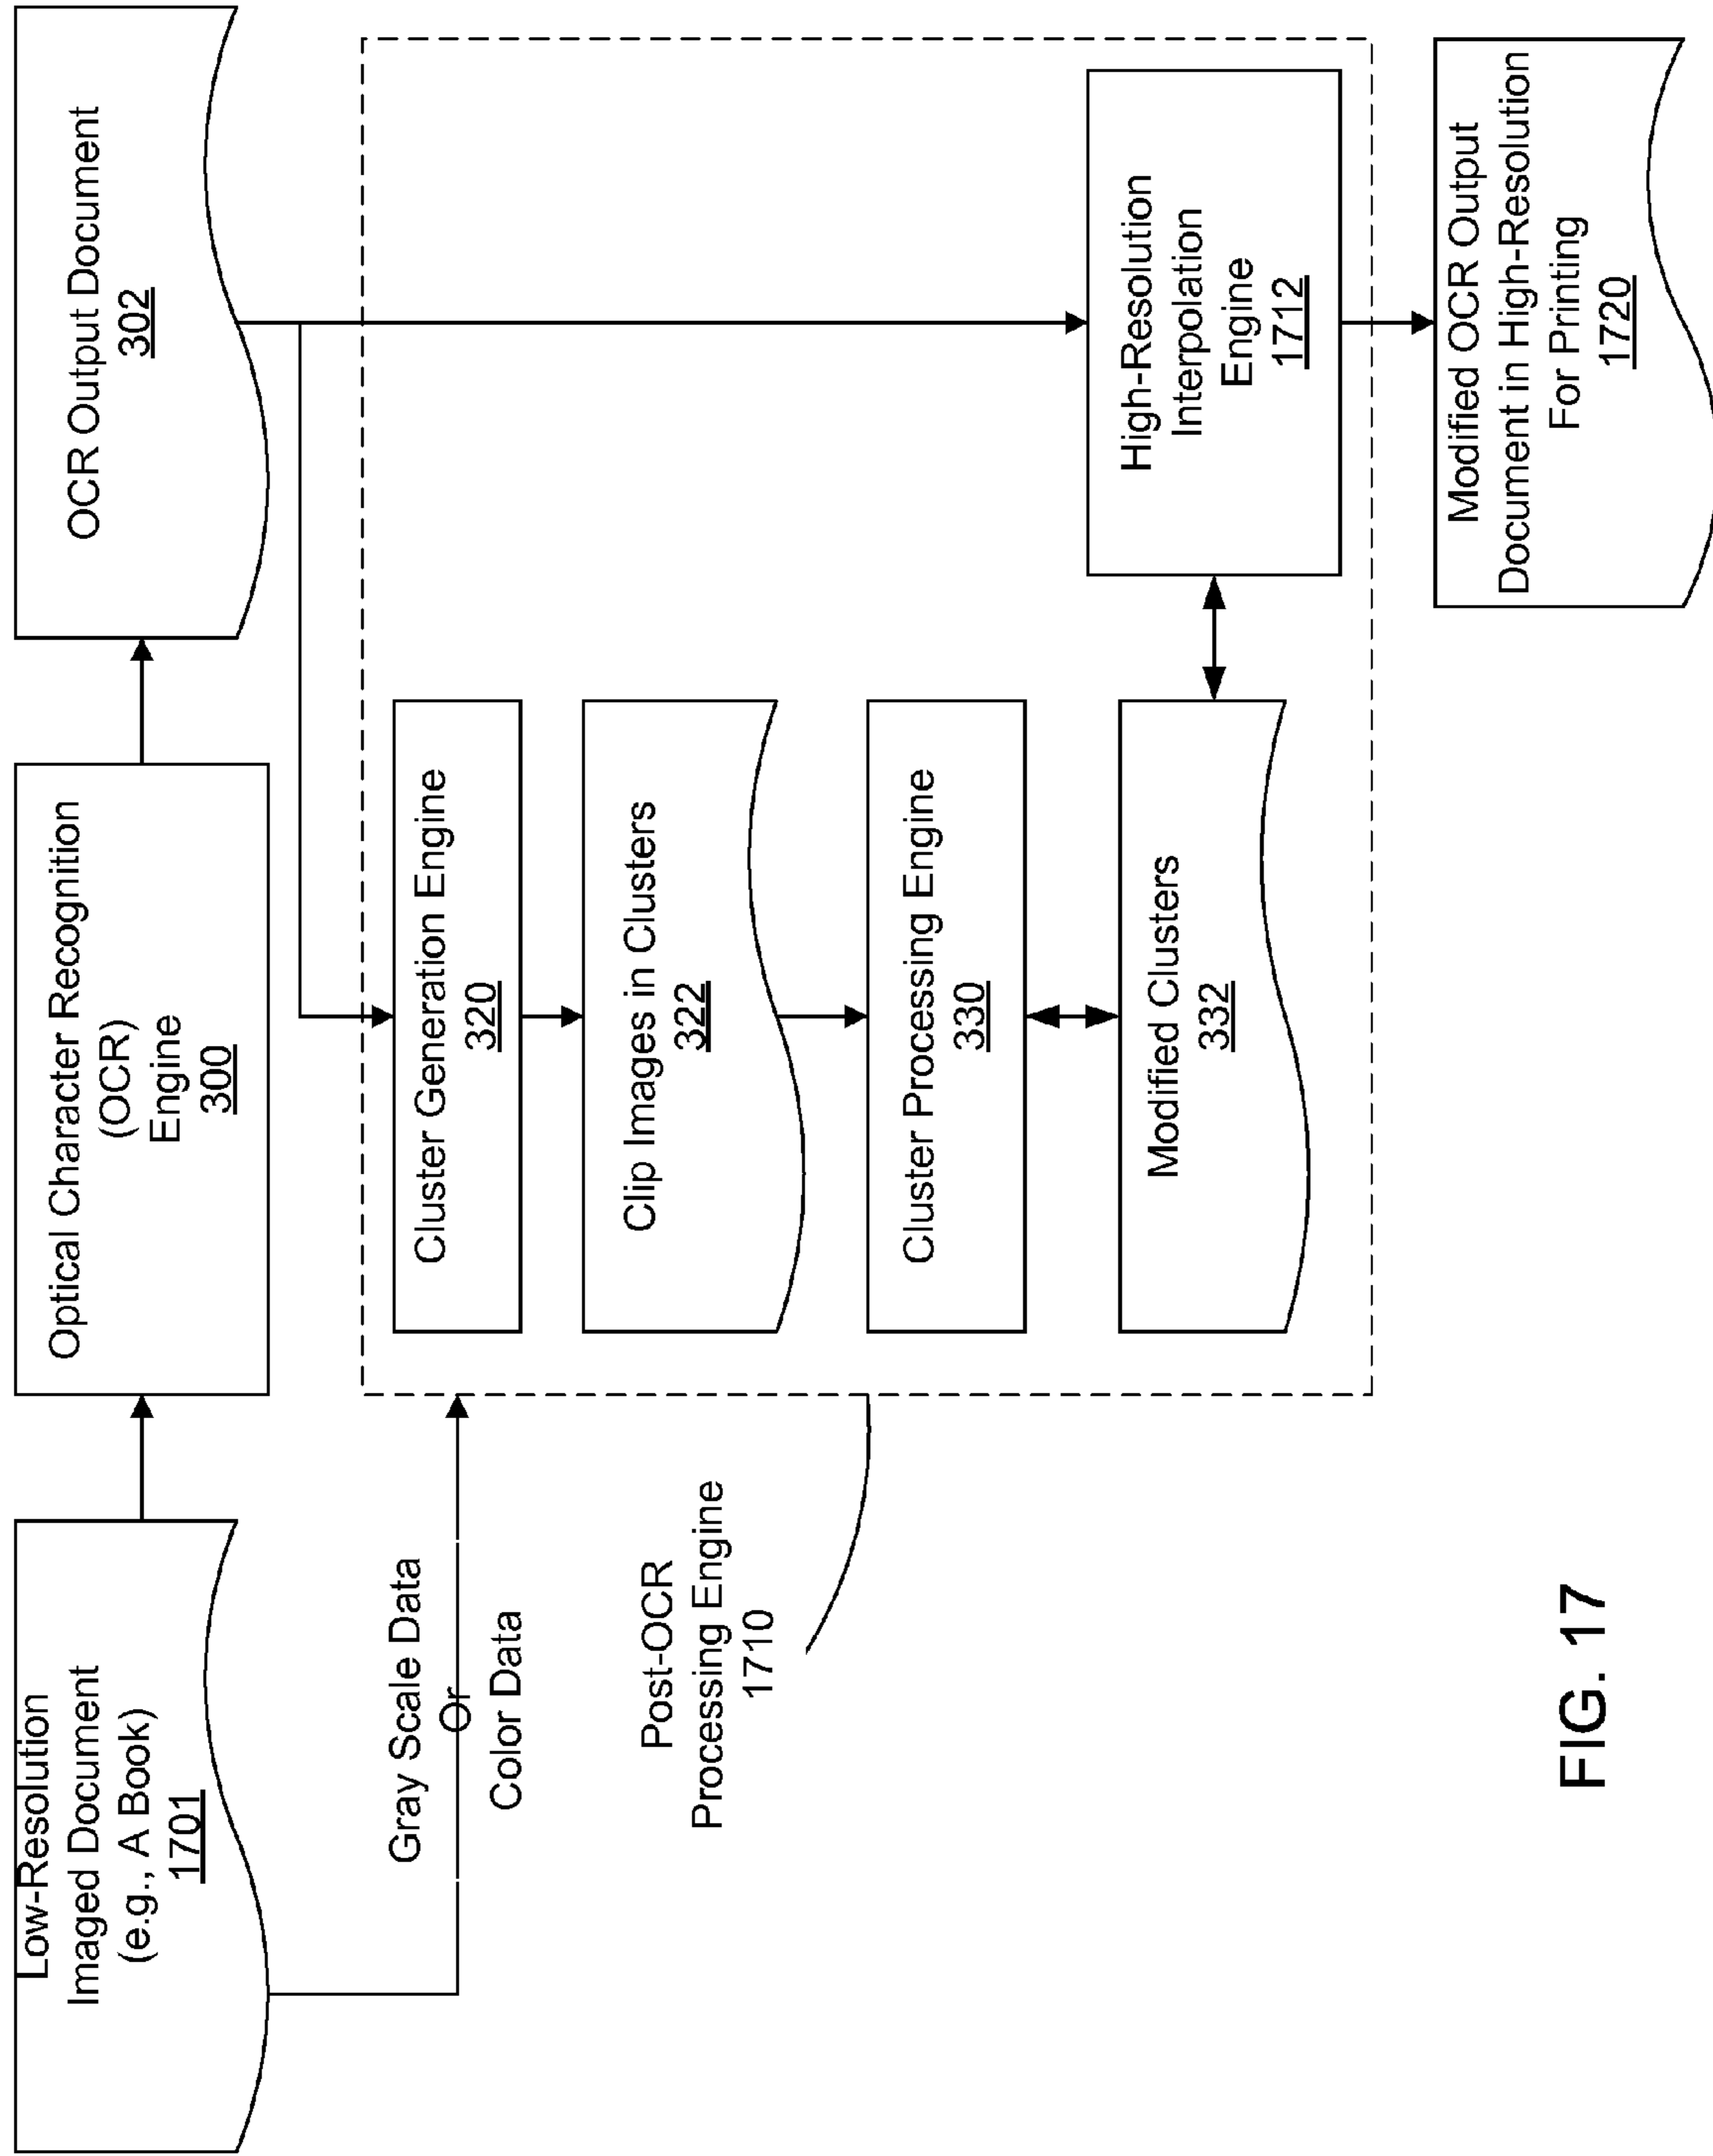 Low-Resolution
Imaged Document
(e.g., A Book)
1701
Optical Character Recognition
(OCR)
Engine
300
OCR Output Document
302
Gray Scale Data
Or
Color Data
Post-OCR
Processing Engine
1710
Cluster Generation Engine
320
Clip Images in Clusters
322
Cluster Processing Engine
330
Modified Clusters
332
High-Resolution
Interpolation
Engine
1712
Modified OCR Output
Document in High-Resolution
For Printing
1720
FIG. 17